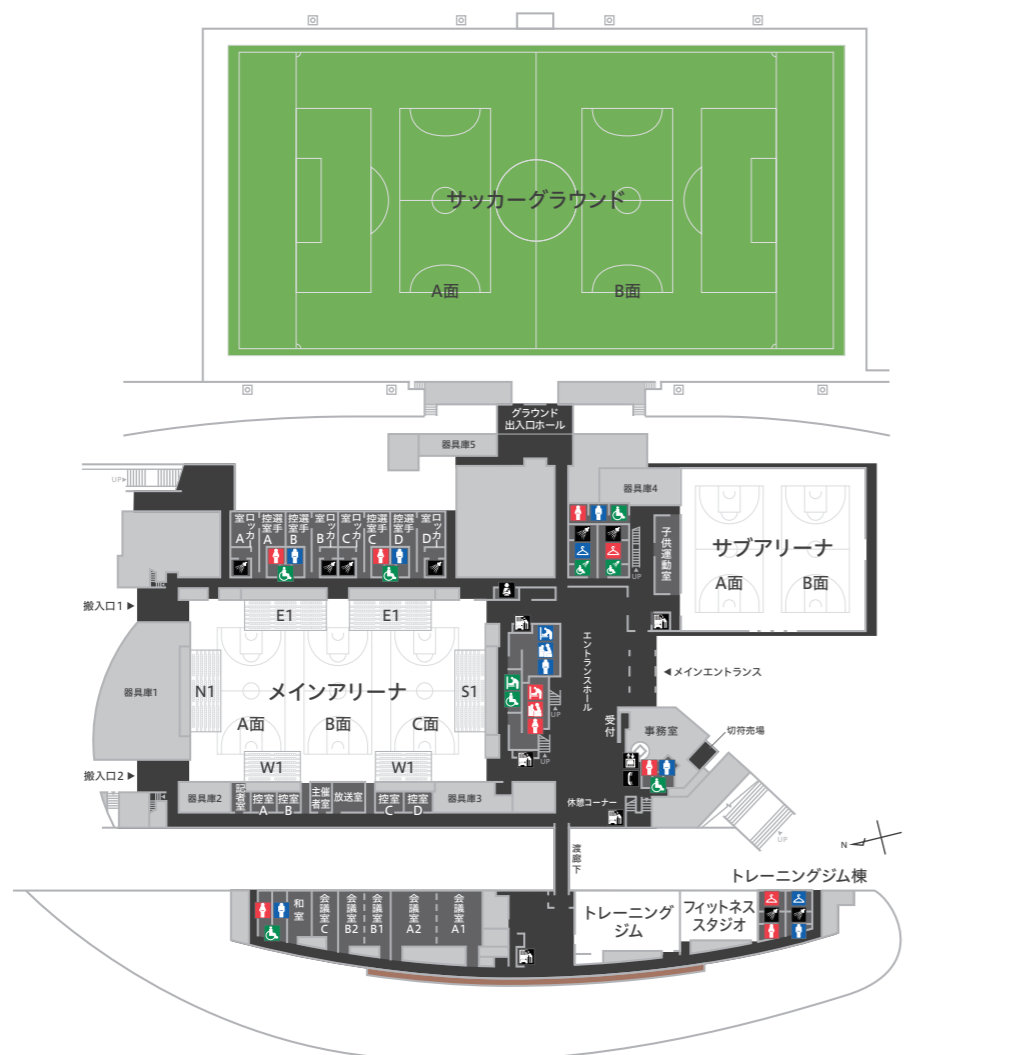 サッカーグラウンド
A面
B面
グラウンド
出入口ホール
器具庫5
UP
器具庫4
ロッカー室A
選手控室A
選手控室B
ロッカー室B
ロッカー室C
選手控室C
選手控室D
ロッカー室D
子供運動室
サブアリーナ
A面
B面
UP
搬入口1
E1
E1
エントランスホール
メインエントランス
器具庫1
N1
メインアリーナ
S1
A面
B面
C面
UP
受付
事務室
切符売場
UP
W1
W1
搬入口2
器具庫2
記者室
控室A
控室B
主催者室
放送室
控室C
控室D
器具庫3
休憩コーナー
UP
N
渡廊下
トレーニングジム棟
和室
会議室C
会議室B2
会議室B1
会議室A2
会議室A1
トレーニング
ジム
フィットネス
スタジオ